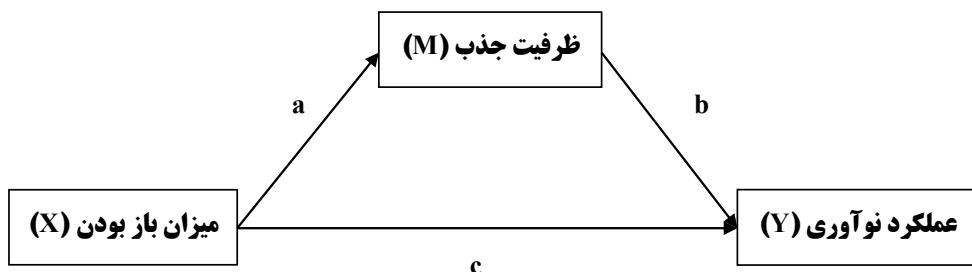 ظرفیت جذب (M)
a
b
میزان باز بودن (X)
عملکرد نوآوری (Y)
c